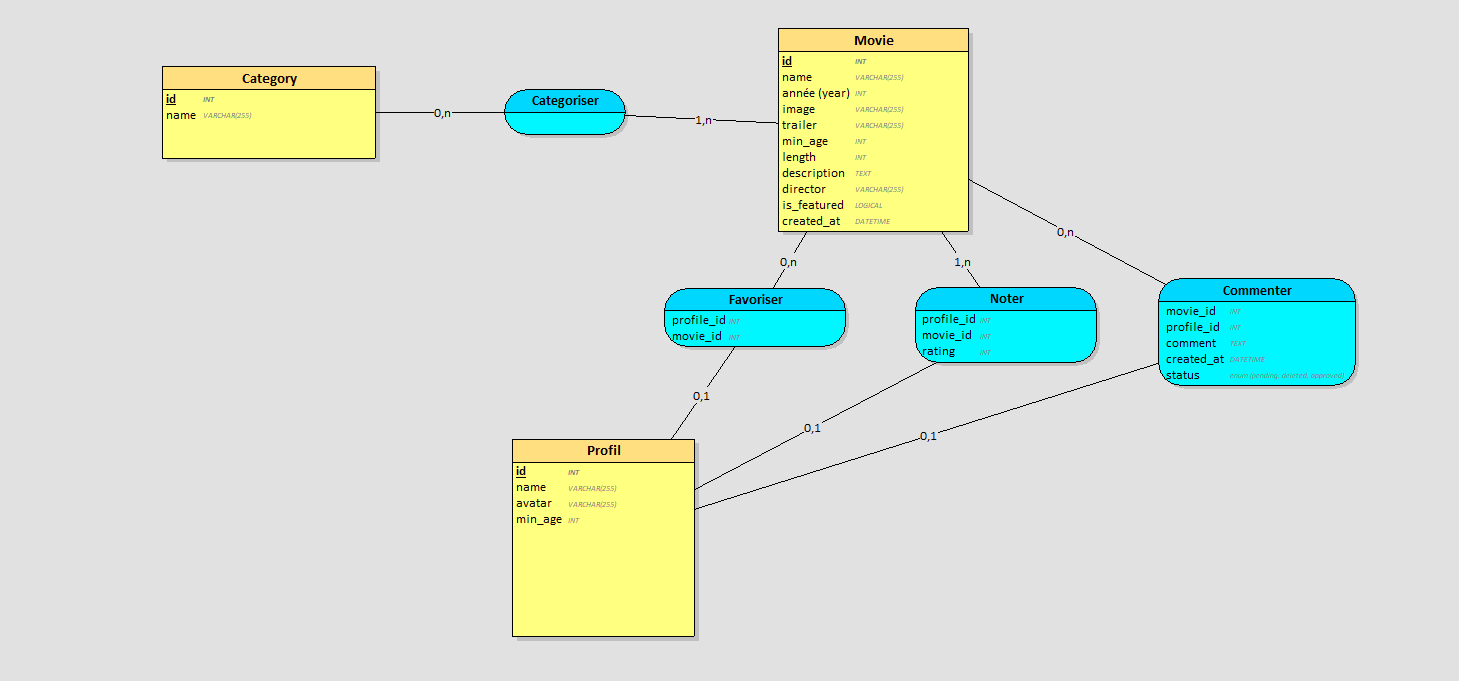 Category
id INT
name VARCHAR(255)
0,n
Categoriser
1,n
Movie
id INT
name VARCHAR(255)
année (year) INT
image VARCHAR(255)
trailer VARCHAR(255)
min_age INT
length INT
description TEXT
director VARCHAR(255)
is_featured LOGICAL
created_at DATETIME
0,n
1,n
0,n
Favoriser
profile_id INT
movie_id INT
Noter
profile_id INT
movie_id INT
rating INT
Commenter
movie_id INT
profile_id INT
comment TEXT
created_at DATETIME
status enum (pending, deleted, approved)
0,1
0,1
0,1
Profil
id INT
name VARCHAR(255)
avatar VARCHAR(255)
min_age INT